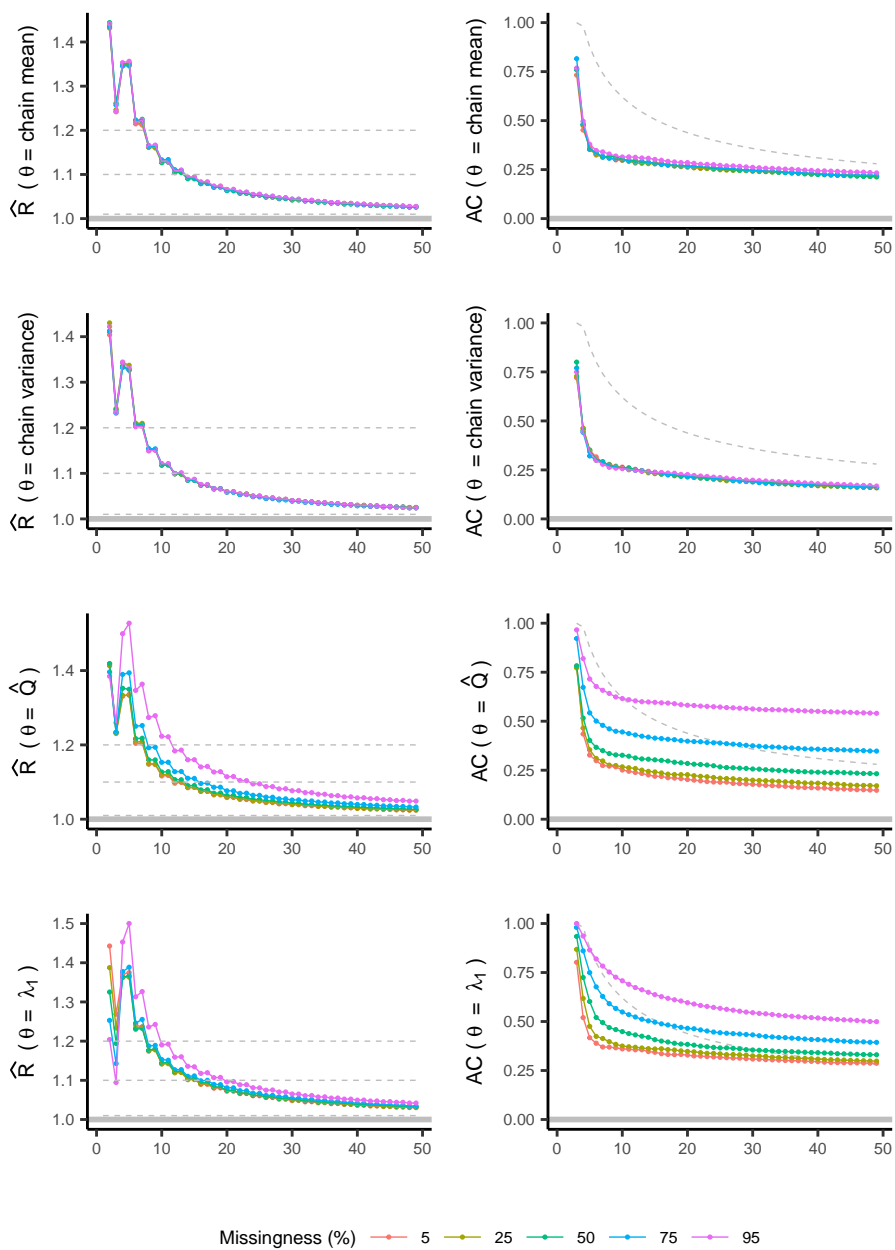 R̂ ( θ = chain mean)
1.4
1.3
1.2
1.1
1.0
0 10 20 30 40 50
AC ( θ = chain mean)
1.00
0.75
0.50
0.25
0.00
0 10 20 30 40 50
R̂ ( θ = chain variance)
1.4
1.3
1.2
1.1
1.0
0 10 20 30 40 50
AC ( θ = chain variance)
1.00
0.75
0.50
0.25
0.00
0 10 20 30 40 50
R̂ ( θ = Q̂ )
1.4
1.2
1.0
0 10 20 30 40 50
AC ( θ = Q̂ )
1.00
0.75
0.50
0.25
0.00
0 10 20 30 40 50
R̂ ( θ = λ₁ )
1.5
1.4
1.3
1.2
1.1
1.0
0 10 20 30 40 50
AC ( θ = λ₁ )
1.00
0.75
0.50
0.25
0.00
0 10 20 30 40 50
Missingness (%) 5 25 50 75 95